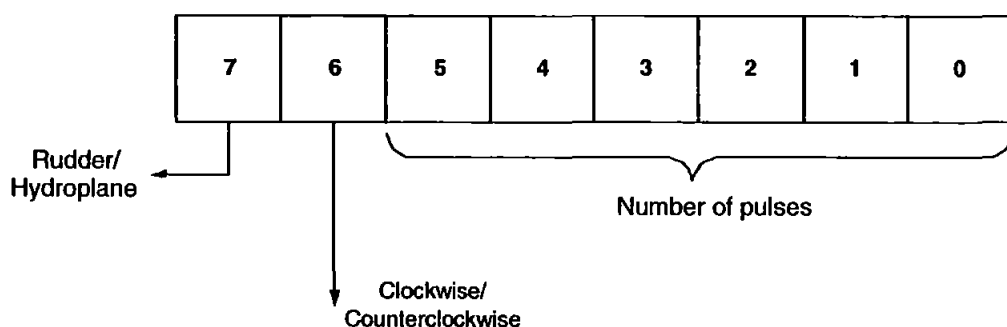 7 6 5 4 3 2 1 0
Rudder/
Hydroplane
Number of pulses
Clockwise/
Counterclockwise